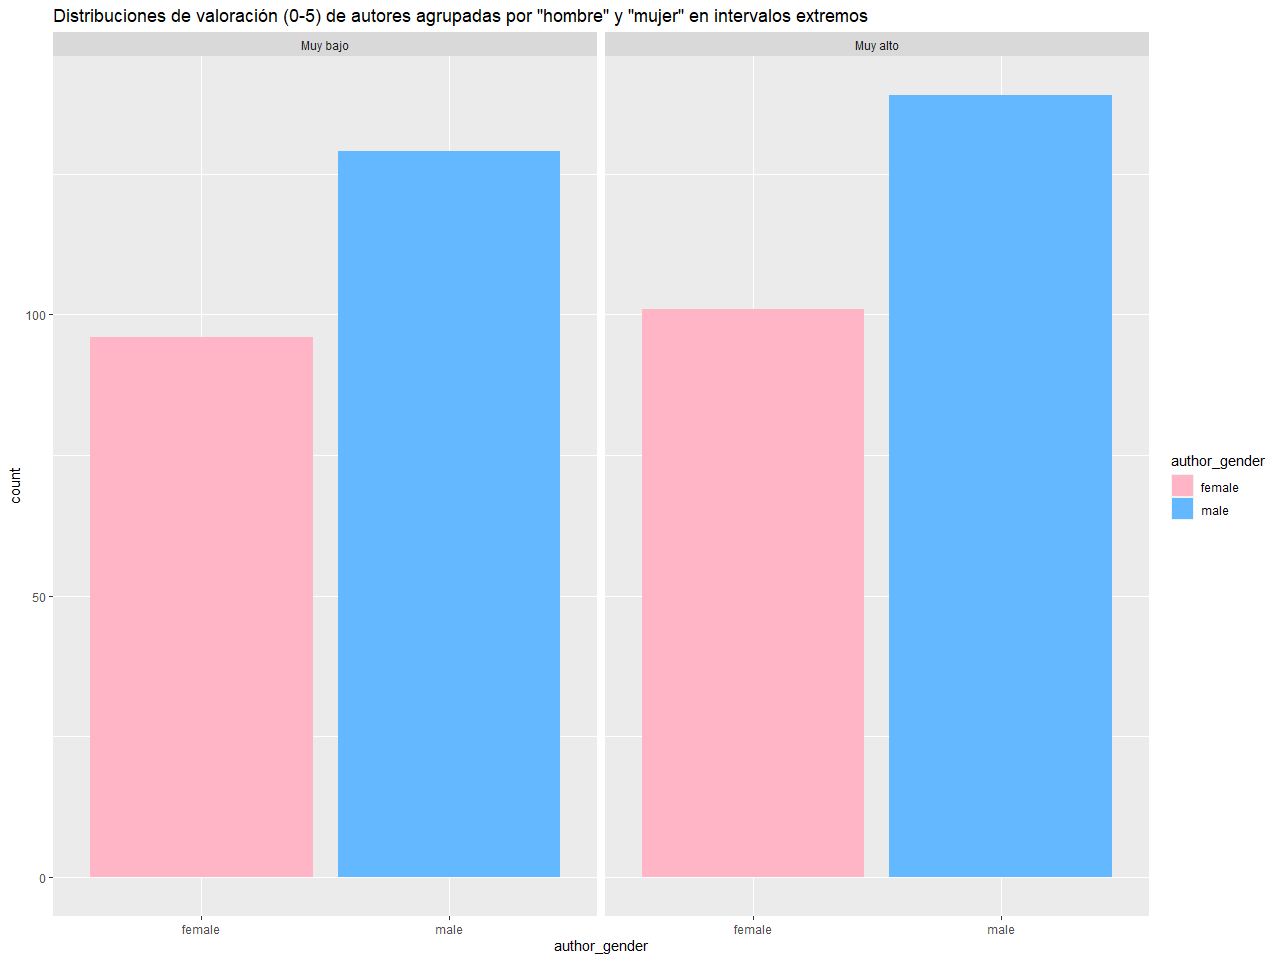 Distribuciones de valoración (0-5) de autores agrupadas por "hombre" y "mujer" en intervalos extremos
Muy bajo
Muy alto
100
50
0
count
female
male
female
male
author_gender
author_gender
female
male